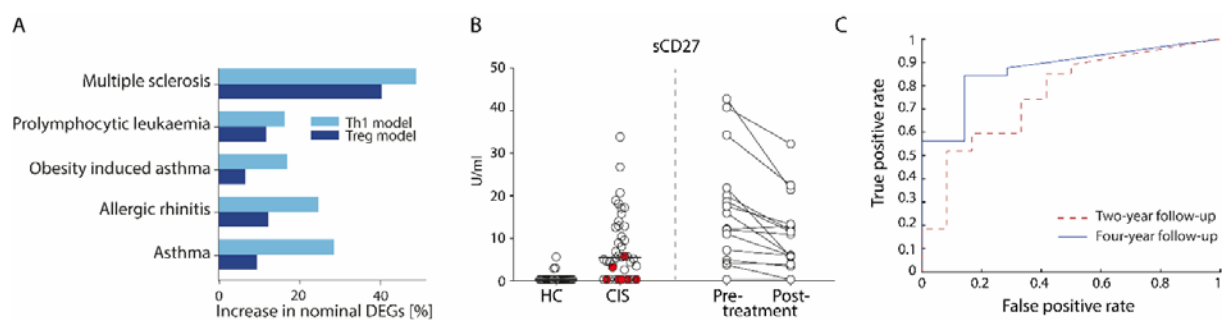 A
Multiple sclerosis
Prolymphocytic leukaemia
Obesity induced asthma
Allergic rhinitis
Asthma
Th1 model
Treg model
0
20
40
Increase in nominal DEGs [%]
B
sCD27
50
40
30
20
10
0
U/ml
HC
CIS
Pre-
Post-
treatment
C
1
0.9
0.8
0.7
0.6
0.5
0.4
0.3
0.2
0.1
0
True positive rate
Two-year follow-up
Four-year follow-up
0
0.2
0.4
0.6
0.8
1
False positive rate